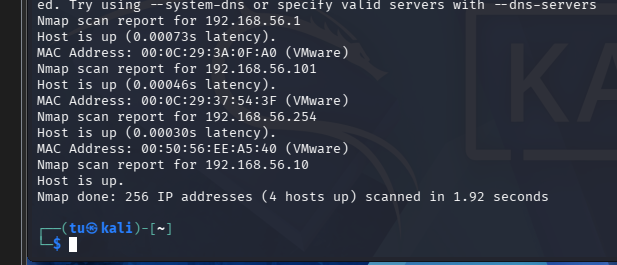 ed. Try using --system-dns or specify valid servers with --dns-servers
Nmap scan report for 192.168.56.1
Host is up (0.00073s latency).
MAC Address: 00:0C:29:3A:0F:A0 (VMware)
Nmap scan report for 192.168.56.101
Host is up (0.00046s latency).
MAC Address: 00:0C:29:37:54:3F (VMware)
Nmap scan report for 192.168.56.254
Host is up (0.00030s latency).
MAC Address: 00:50:56:EE:A5:40 (VMware)
Nmap scan report for 192.168.56.10
Host is up.
Nmap done: 256 IP addresses (4 hosts up) scanned in 1.92 seconds
┌──(tu㉿kali)-[~]
└─$
KA